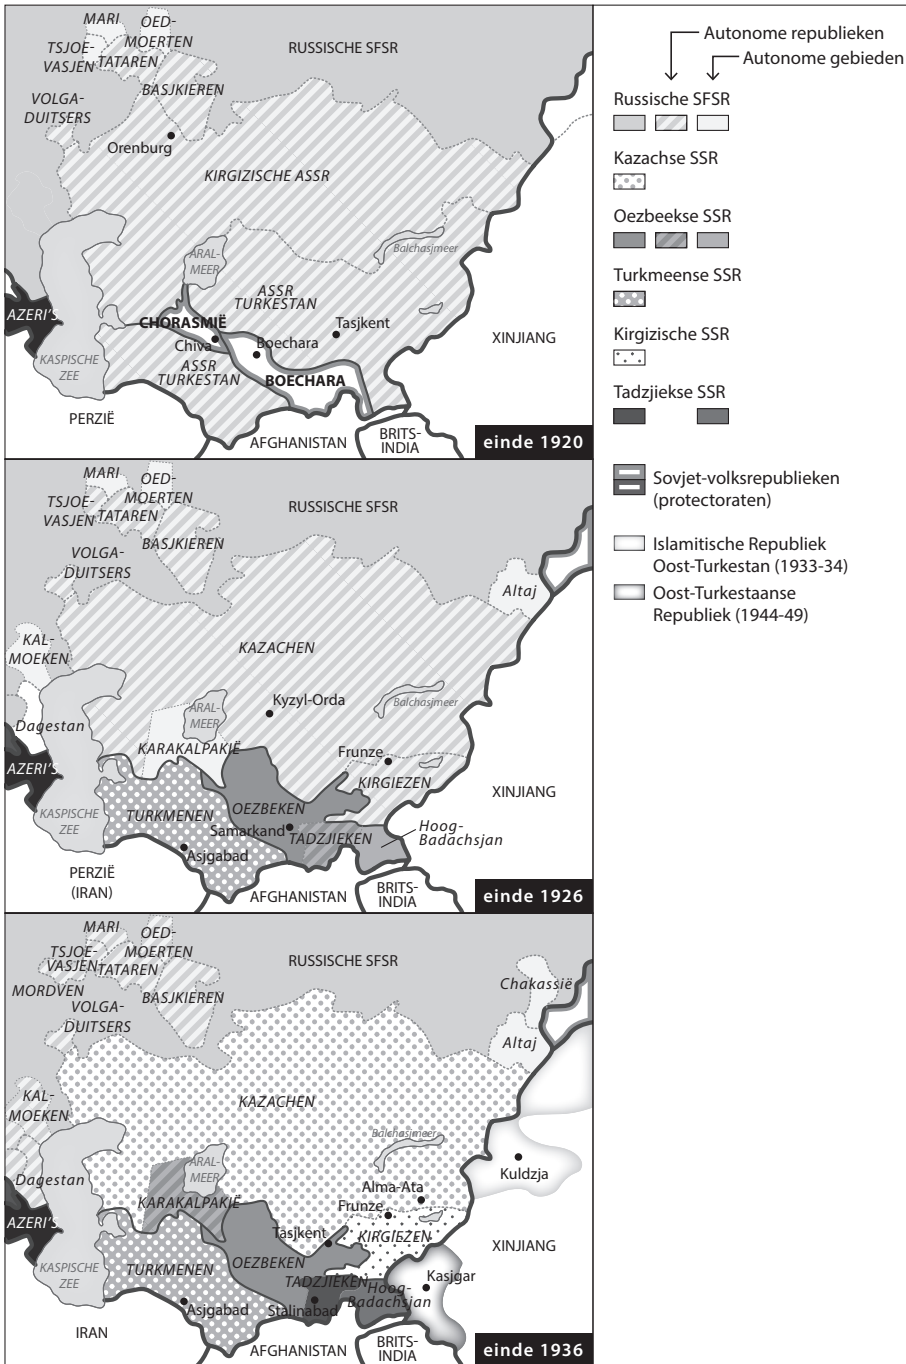 MARI
OED-
MOERTEN
TSJOE-
VASJEN
TATAREN
BASJKIEREN
VOLGA-
DUITSERS
RUSSISCHE SFSR
Orenburg
KIRGIZISCHE ASSR
ARAL-
MEER
Balchasjmeer
ASSR
TURKESTAN
AZERI'S
CHORASMIË
Chiva
Boechara
Tasjkent
XINJIANG
KASPISCHE
ZEE
ASSR
TURKESTAN
BOECHARA
PERZIË
AFGHANISTAN
BRITS-
INDIA
einde 1920
MARI
OED-
MOERTEN
TSJOE-
VASJEN
TATAREN
BASJKIEREN
VOLGA-
DUITSERS
RUSSISCHE SFSR
Altaj
KAL-
MOEKEN
KAZACHEN
Kyzyl-Orda
ARAL-
MEER
Balchasjmeer
Dagestan
KARAKALPAKIË
Frunze
AZERI'S
KIRGIEZEN
XINJIANG
KASPISCHE
ZEE
TURKMENEN
OEZBEKEN
Samarkand
TADZJIEKEN
Hoog-
Badachsjan
Asjgabad
PERZIË
(IRAN)
AFGHANISTAN
BRITS-
INDIA
einde 1926
MARI
OED-
MOERTEN
TSJOE-
VASJEN
TATAREN
MORDVEN
BASJKIEREN
VOLGA-
DUITSERS
RUSSISCHE SFSR
Chakassië
Altaj
KAL-
MOEKEN
KAZACHEN
Balchasjmeer
ARAL-
MEER
Kuldzja
Dagestan
KARAKALPAKIË
Alma-Ata
Frunze
AZERI'S
Tasjkent
KIRGIEZEN
XINJIANG
KASPISCHE
ZEE
TURKMENEN
OEZBEKEN
TADZJIEKEN
Hoog-
Badachsjan
Kasjgar
Asjgabad
Stalinabad
IRAN
AFGHANISTAN
BRITS-
INDIA
einde 1936
Autonome republieken
Autonome gebieden
Russische SFSR
Kazachse SSR
Oezbeekse SSR
Turkmeense SSR
Kirgizische SSR
Tadzjiekse SSR
Sovjet-volksrepublieken
(protectoraten)
Islamitische Republiek
Oost-Turkestan (1933-34)
Oost-Turkestaanse
Republiek (1944-49)